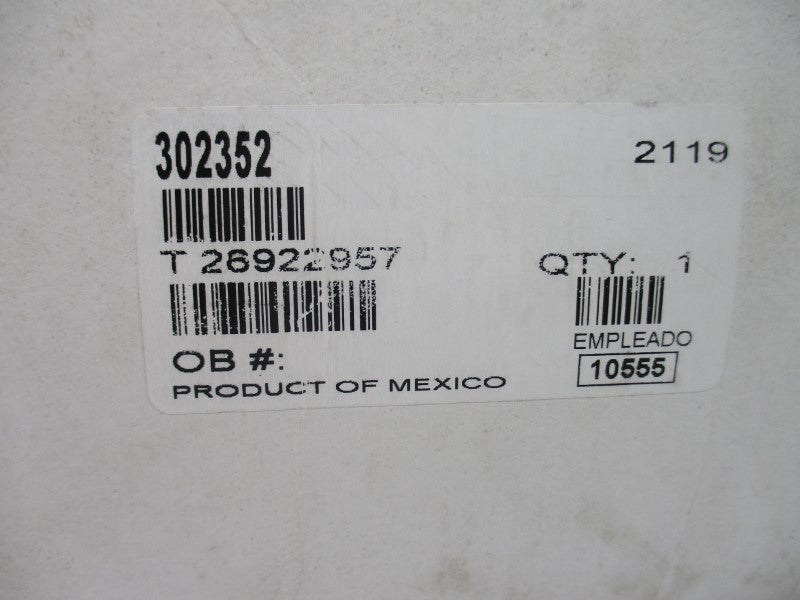 302352
2119
T 26922957
QTY: 1
OB #:
EMPLEADO
10555
PRODUCT OF MEXICO